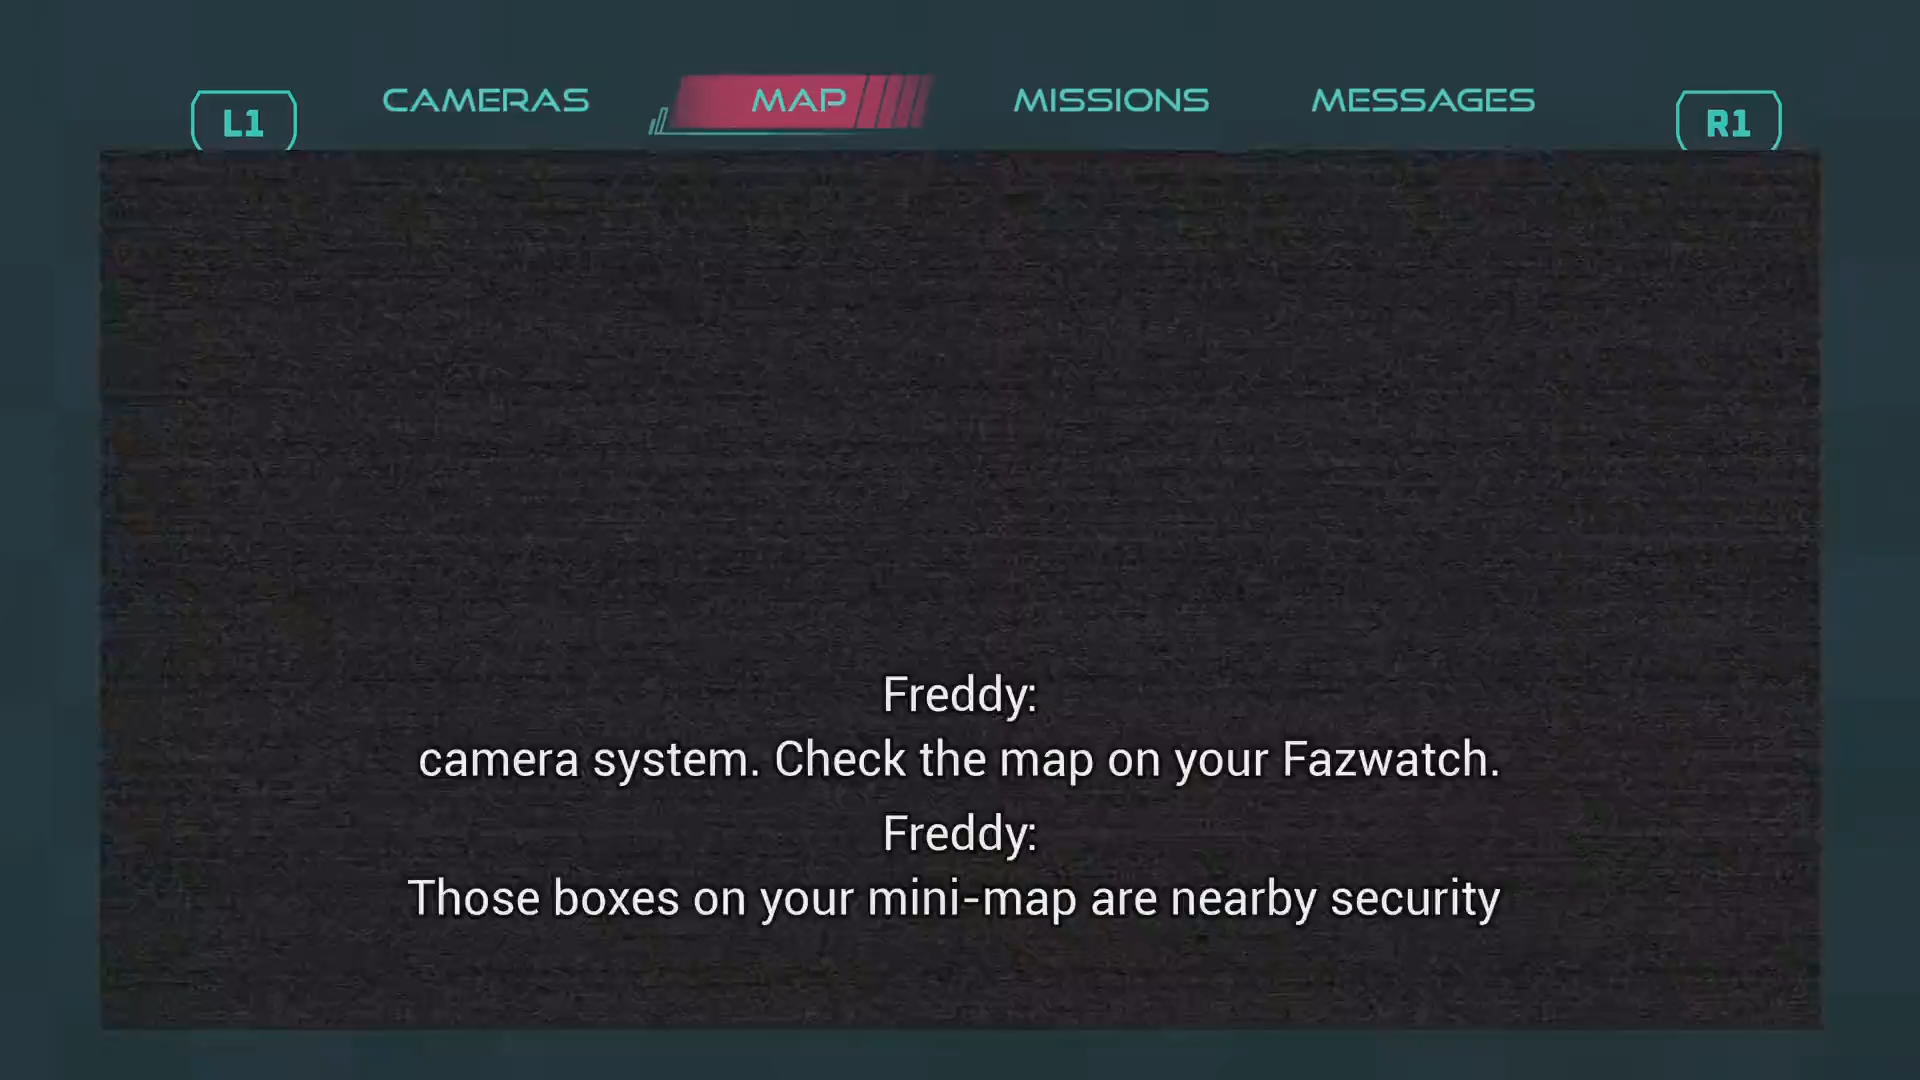 L1 CAMERAS MAP MISSIONS MESSAGES R1
Freddy:
camera system. Check the map on your Fazwatch.
Freddy:
Those boxes on your mini-map are nearby security